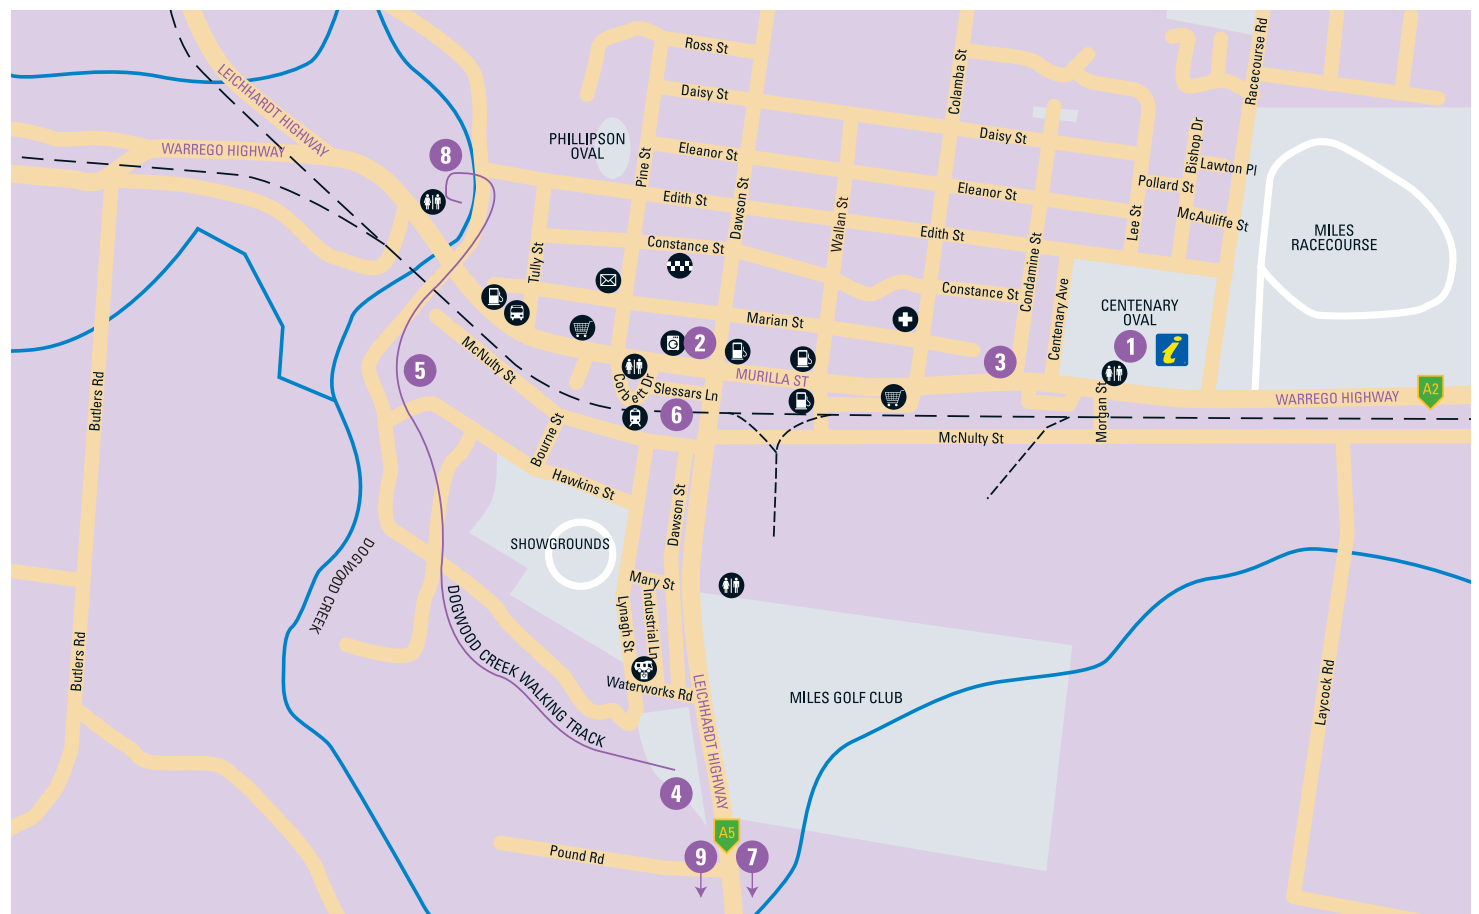 Ross St
Daisy St
Colamba St
Racecourse Rd
LEICHHARDT HIGHWAY
WARREGO HIGHWAY
8
PHILLIPSON
OVAL
Pine St
Eleanor St
Daisy St
Bishop Dr
Lawton Pl
Pollard St
Edith St
Dawson St
Wallan St
Eleanor St
McAuliffe St
Lee St
Edith St
MILES
RACECOURSE
Tully St
Constance St
Condamine St
Constance St
Centenary Ave
CENTENARY
OVAL
Marian St
2
3
1
i
McNulty St
5
Corbett Dr
Slessars Ln
MURILLA ST
6
Butlers Rd
Morgan St
WARREGO HIGHWAY
A2
McNulty St
Bourne St
Hawkins St
Dawson St
SHOWGROUNDS
DOGWOOD CREEK
Mary St
Lynagh St
Industrial Ln
Waterworks Rd
DOGWOOD CREEK WALKING TRACK
LEICHHARDT HIGHWAY
MILES GOLF CLUB
Butlers Rd
Laycock Rd
4
A5
Pound Rd
9
7